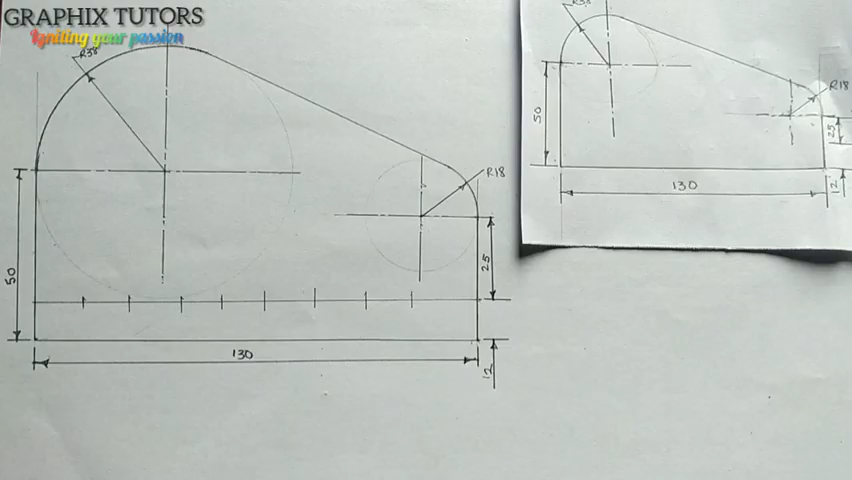 GRAPHIX TUTORS
Igniting your passion
R38
R18
50
25
130
12
R38
R18
50
25
130
12